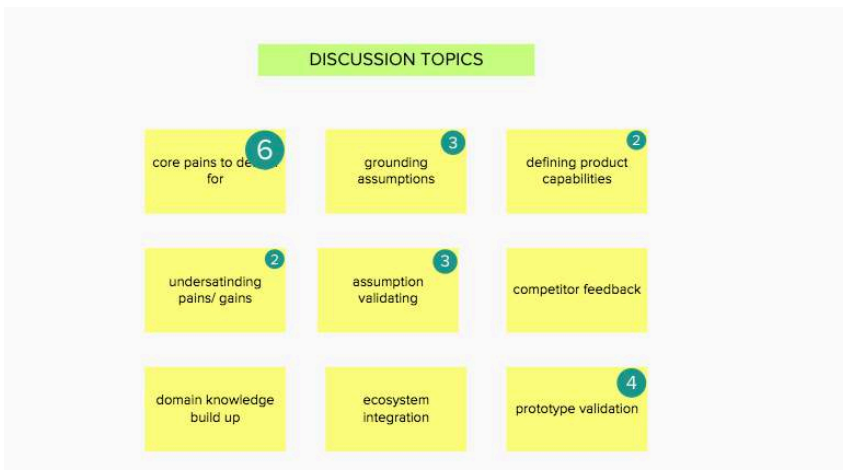 DISCUSSION TOPICS
6
core pains to
for
3
grounding
assumptions
2
defining product
capabilities
2
undersatinding
pains/ gains
3
assumption
validating
competitor feedback
domain knowledge
build up
ecosystem
integration
4
prototype validation